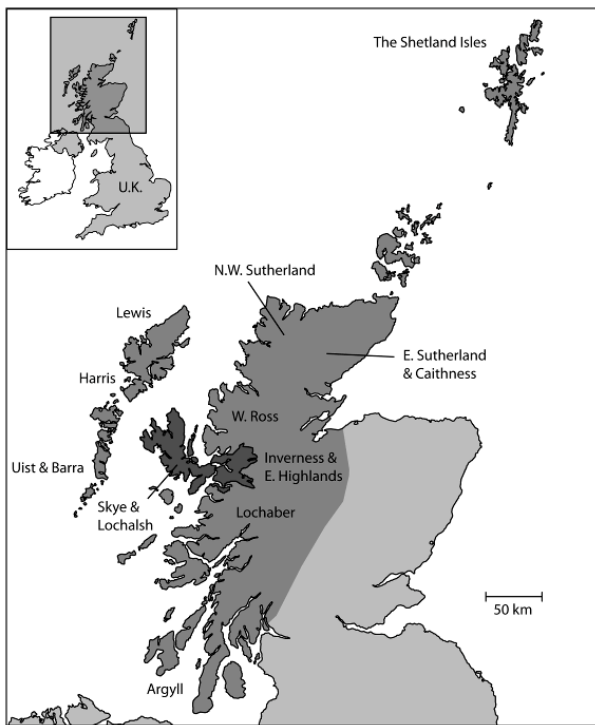 The Shetland Isles
U.K.
N.W. Sutherland
Lewis
E. Sutherland
& Caithness
Harris
W. Ross
Uist & Barra
Inverness &
E. Highlands
Skye &
Lochalsh
Lochaber
50 km
Argyll